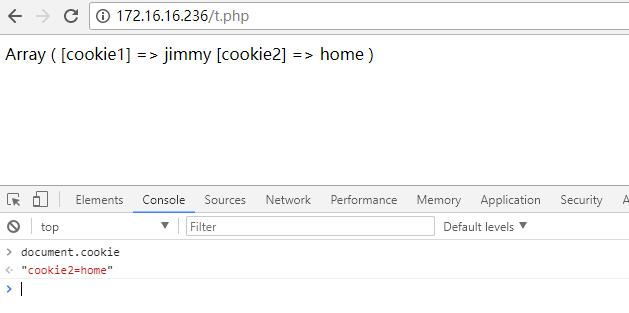 172.16.16.236/t.php
Array ( [cookie1] => jimmy [cookie2] => home )
Elements Console Sources Network Performance Memory Application Security A
top Filter Default levels
> document.cookie
"cookie2=home"
>